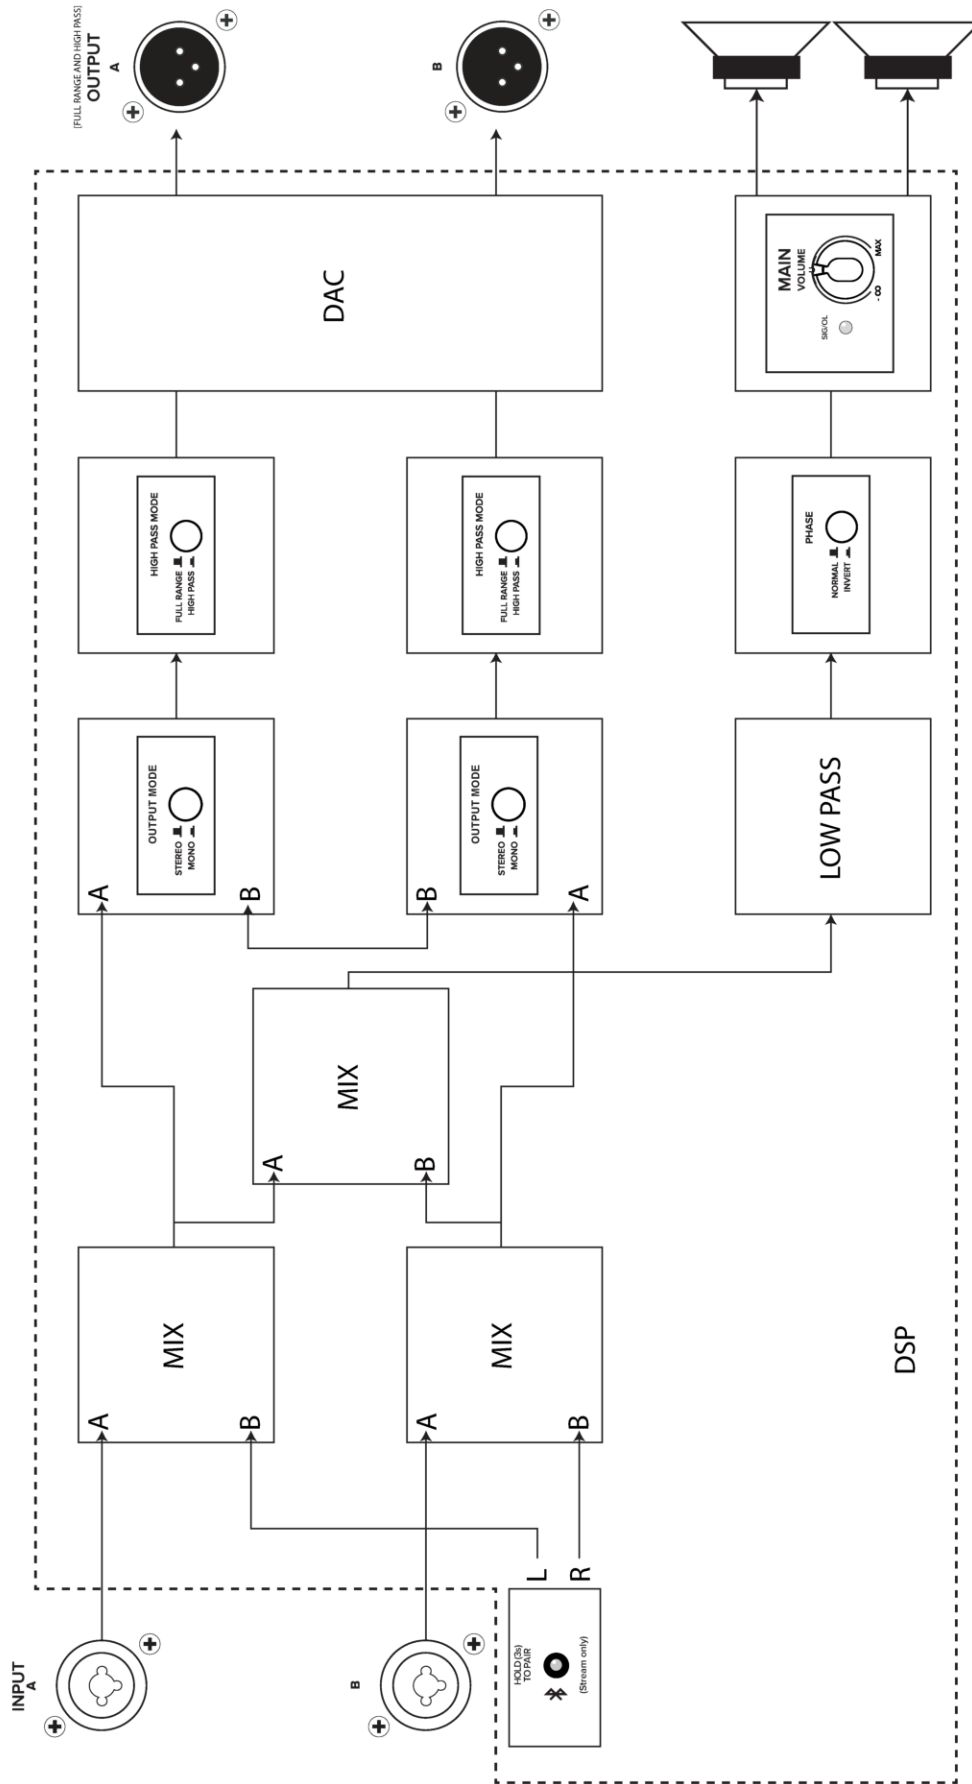 INPUT
A
B
HOLD (3s)
TO PAIR
(Stream only)
L
R
A
MIX
B
A
MIX
B
A
MIX
B
A
OUTPUT MODE
STEREO
MONO
B
B
OUTPUT MODE
STEREO
MONO
A
LOW PASS
HIGH PASS MODE
FULL RANGE
HIGH PASS
HIGH PASS MODE
FULL RANGE
HIGH PASS
PHASE
NORMAL
INVERT
DAC
MAIN
VOLUME
SIG/OL
- ∞
MAX
U
DSP
[FULL RANGE AND HIGH PASS]
OUTPUT
A
B